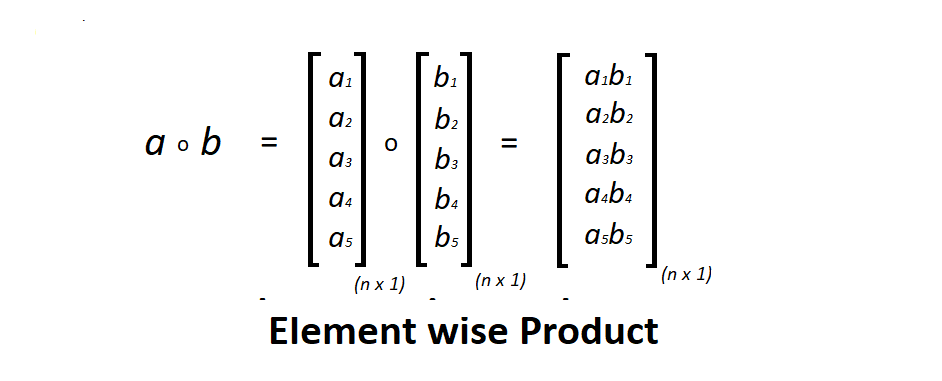 a o b = [ a1 ] o [ b1 ] = [ a1b1 ]
a2 b2 a2b2
a3 b3 a3b3
a4 b4 a4b4
a5 b5 a5b5
(n x 1) (n x 1) (n x 1)
Element wise Product